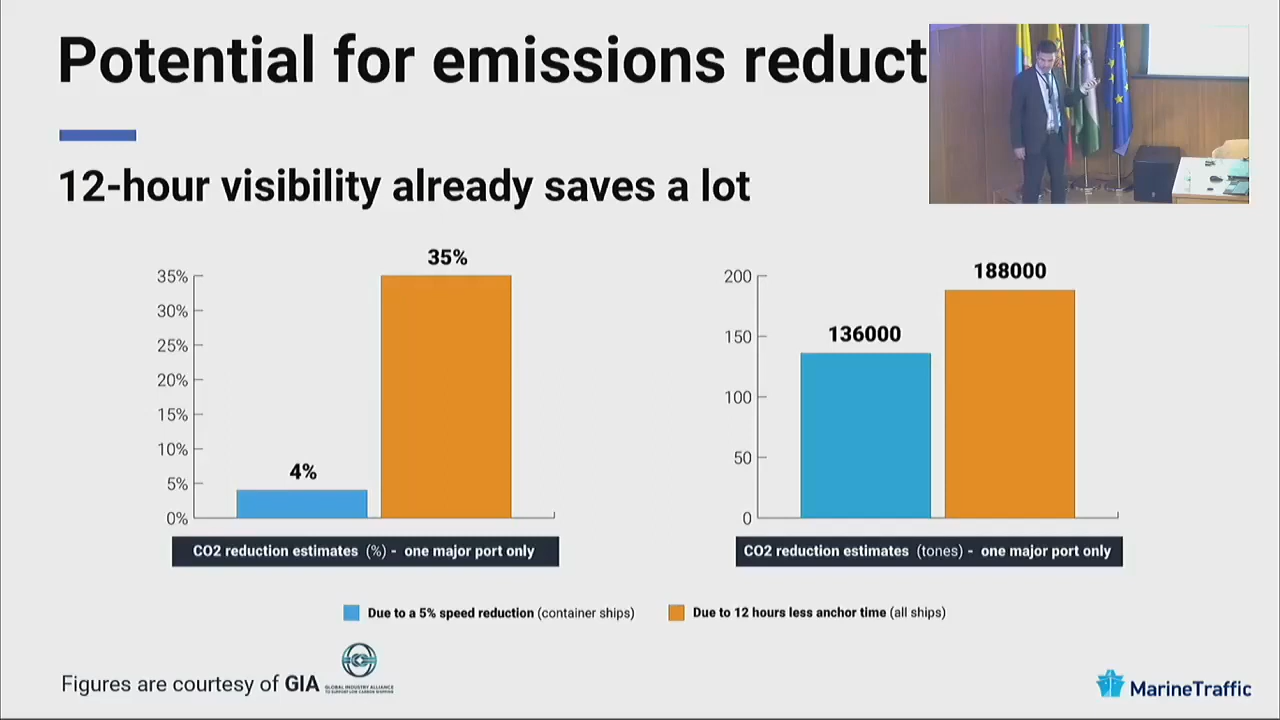 Potential for emissions reduct
12-hour visibility already saves a lot
35%
30%
25%
20%
15%
10%
5%
0%
4%
35%
CO2 reduction estimates (%) - one major port only
200
150
100
50
0
136000
188000
CO2 reduction estimates (tones) - one major port only
Due to a 5% speed reduction (container ships)
Due to 12 hours less anchor time (all ships)
Figures are courtesy of GIA
GLOBAL INDUSTRY ALLIANCE
TO SUPPORT LOW CARBON SHIPPING
MarineTraffic